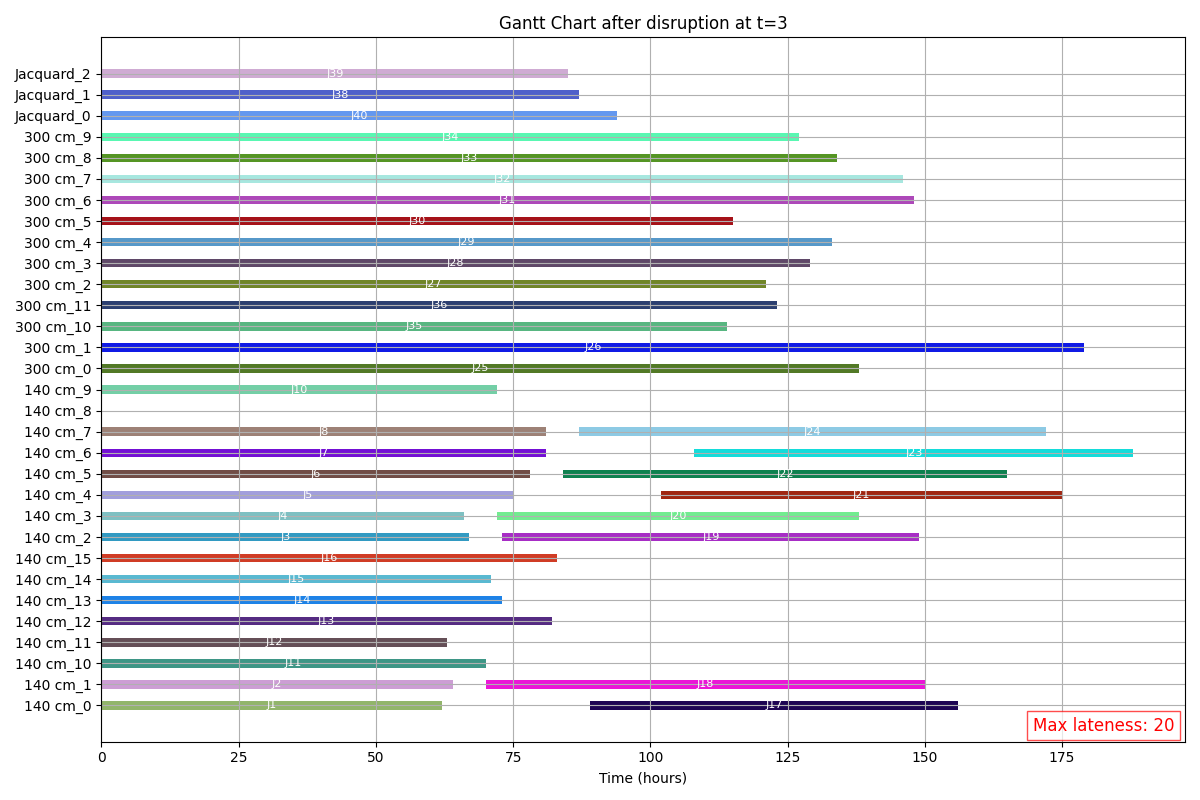 Gantt Chart after disruption at t=3
Jacquard_2 J39
Jacquard_1 J38
Jacquard_0 J40
300 cm_9 J34
300 cm_8 J33
300 cm_7 J32
300 cm_6 J31
300 cm_5 J30
300 cm_4 J29
300 cm_3 J28
300 cm_2 J27
300 cm_11 J36
300 cm_10 J35
300 cm_1 J26
300 cm_0 J25
140 cm_9 J10
140 cm_8
140 cm_7 J8 J24
140 cm_6 J7 J23
140 cm_5 J6 J22
140 cm_4 J5 J21
140 cm_3 J4 J20
140 cm_2 J3 J19
140 cm_15 J16
140 cm_14 J15
140 cm_13 J14
140 cm_12 J13
140 cm_11 J12
140 cm_10 J11
140 cm_1 J2 J18
140 cm_0 J1 J17
Max lateness: 20
0 25 50 75 100 125 150 175
Time (hours)